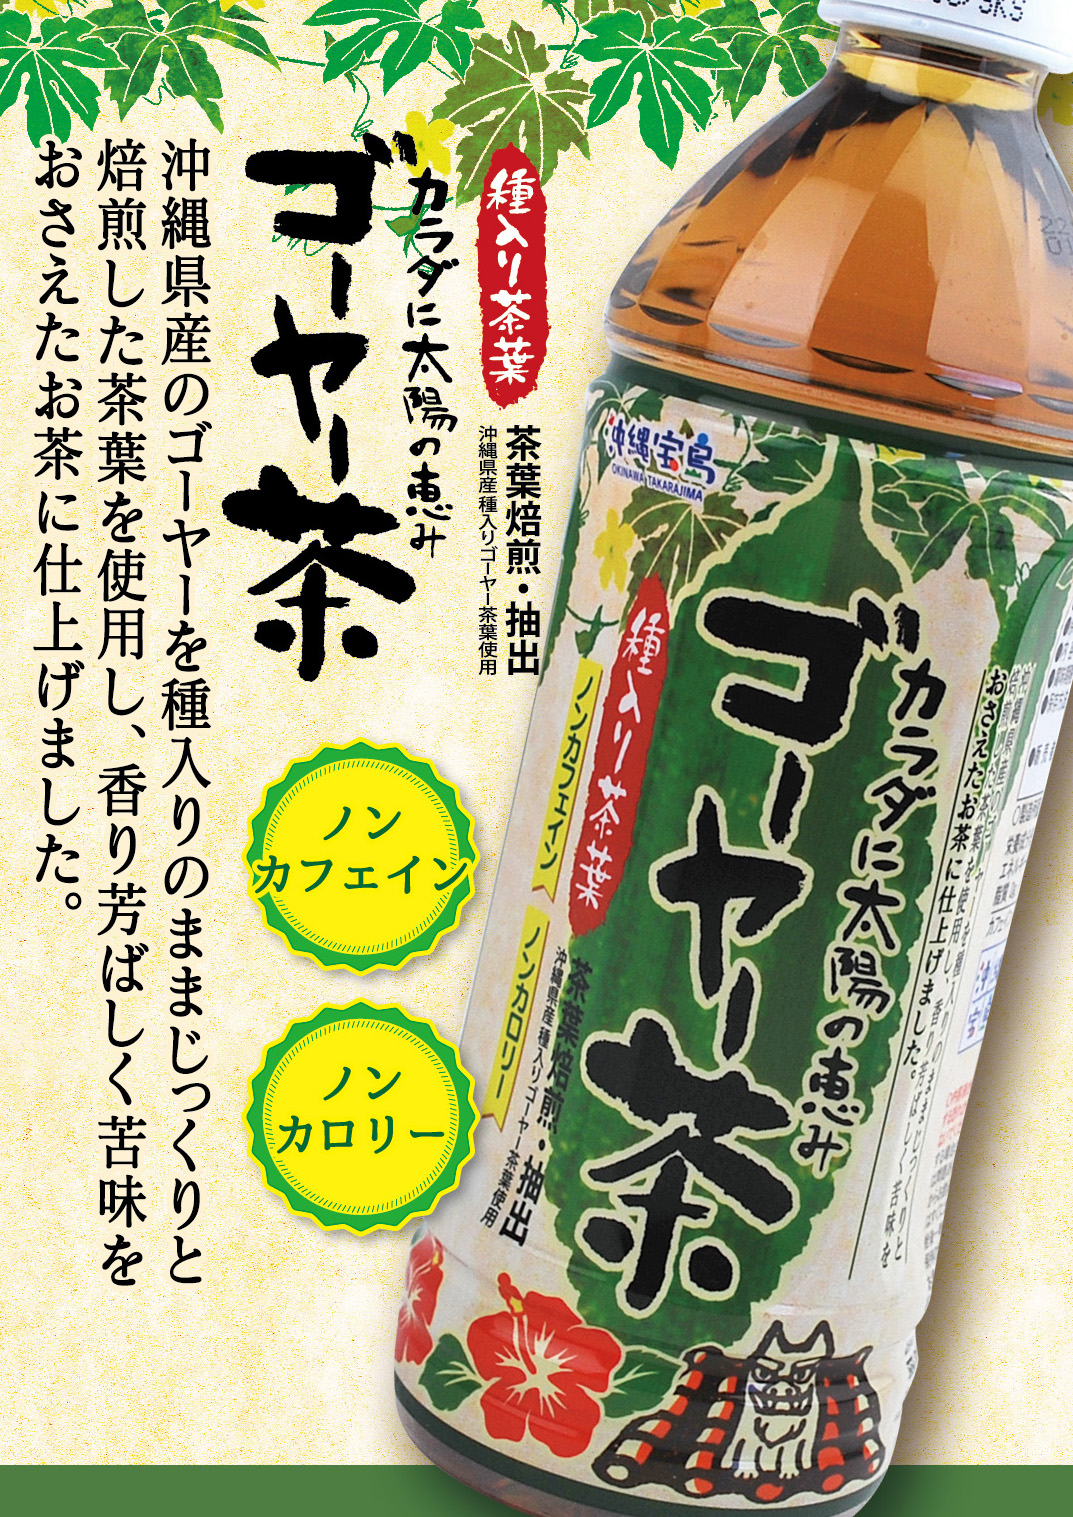 種入り茶葉
茶葉焙煎・抽出
沖縄県産種入りゴーヤー茶葉使用
カラダに太陽の恵み
ゴーヤー茶
沖縄県産のゴーヤーを種入りのままじっくりと
焙煎した茶葉を使用し、香り芳ばしく苦味を
おさえたお茶に仕上げました。
ノン
カフェイン
ノン
カロリー
沖縄宝島
OKINAWA TAKARAJIMA
カラダに太陽の恵み
ゴーヤー茶
種入り茶葉
ノンカフェイン
ノンカロリー
茶葉焙煎・抽出
沖縄県産種入りゴーヤー茶葉使用
おさえたお茶に仕上げました。